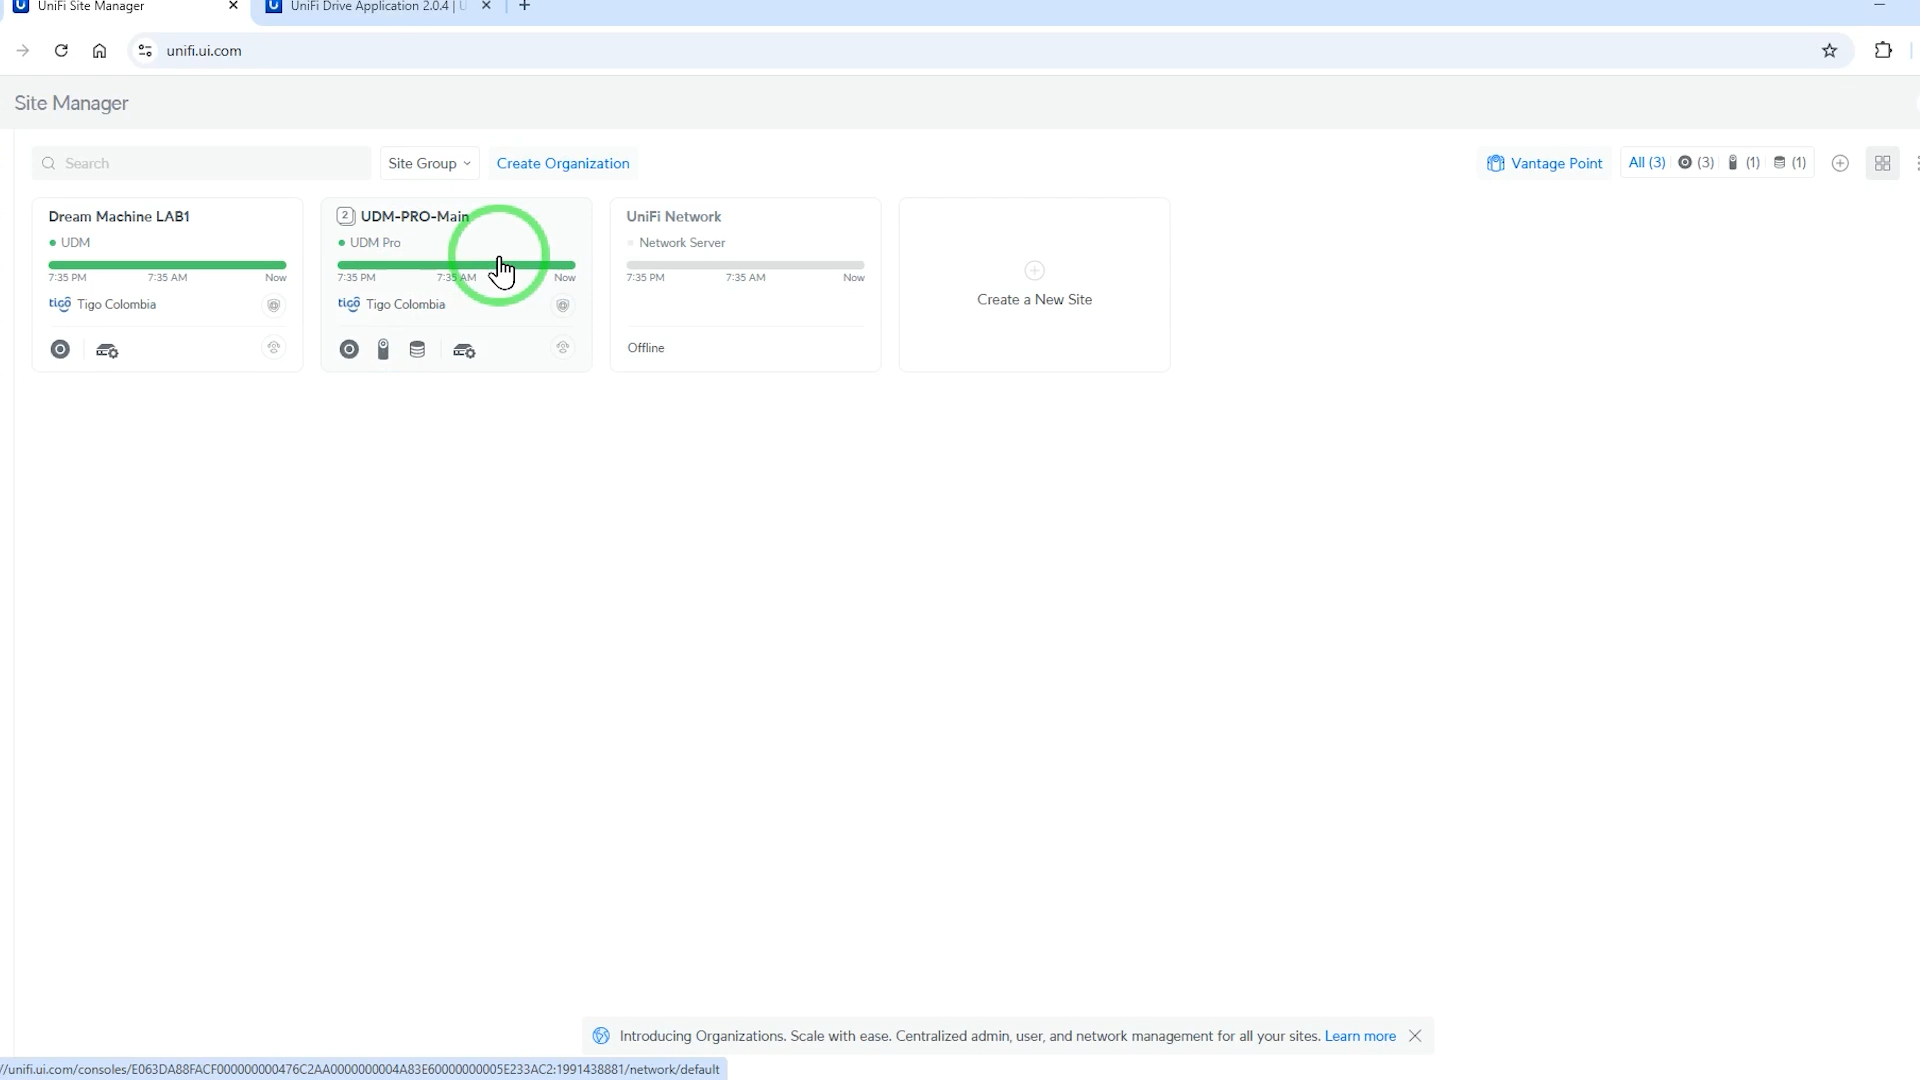 UniFi Site Manager
UniFi Drive Application 2.0.4 | U
unifi.ui.com
Site Manager
Search
Site Group
Create Organization
Vantage Point
All (3)
(3)
(1)
(1)
Dream Machine LAB1
UDM
7:35 PM 7:35 AM Now
tigo Tigo Colombia
2 UDM-PRO-Main
UDM Pro
7:35 PM 7:35 AM Now
tigo Tigo Colombia
UniFi Network
Network Server
7:35 PM 7:35 AM Now
Offline
Create a New Site
Introducing Organizations. Scale with ease. Centralized admin, user, and network management for all your sites. Learn more
//unifi.ui.com/consoles/E063DA88FACF000000000476C2AA0000000004A83E60000000005E233AC2:1991438881/network/default